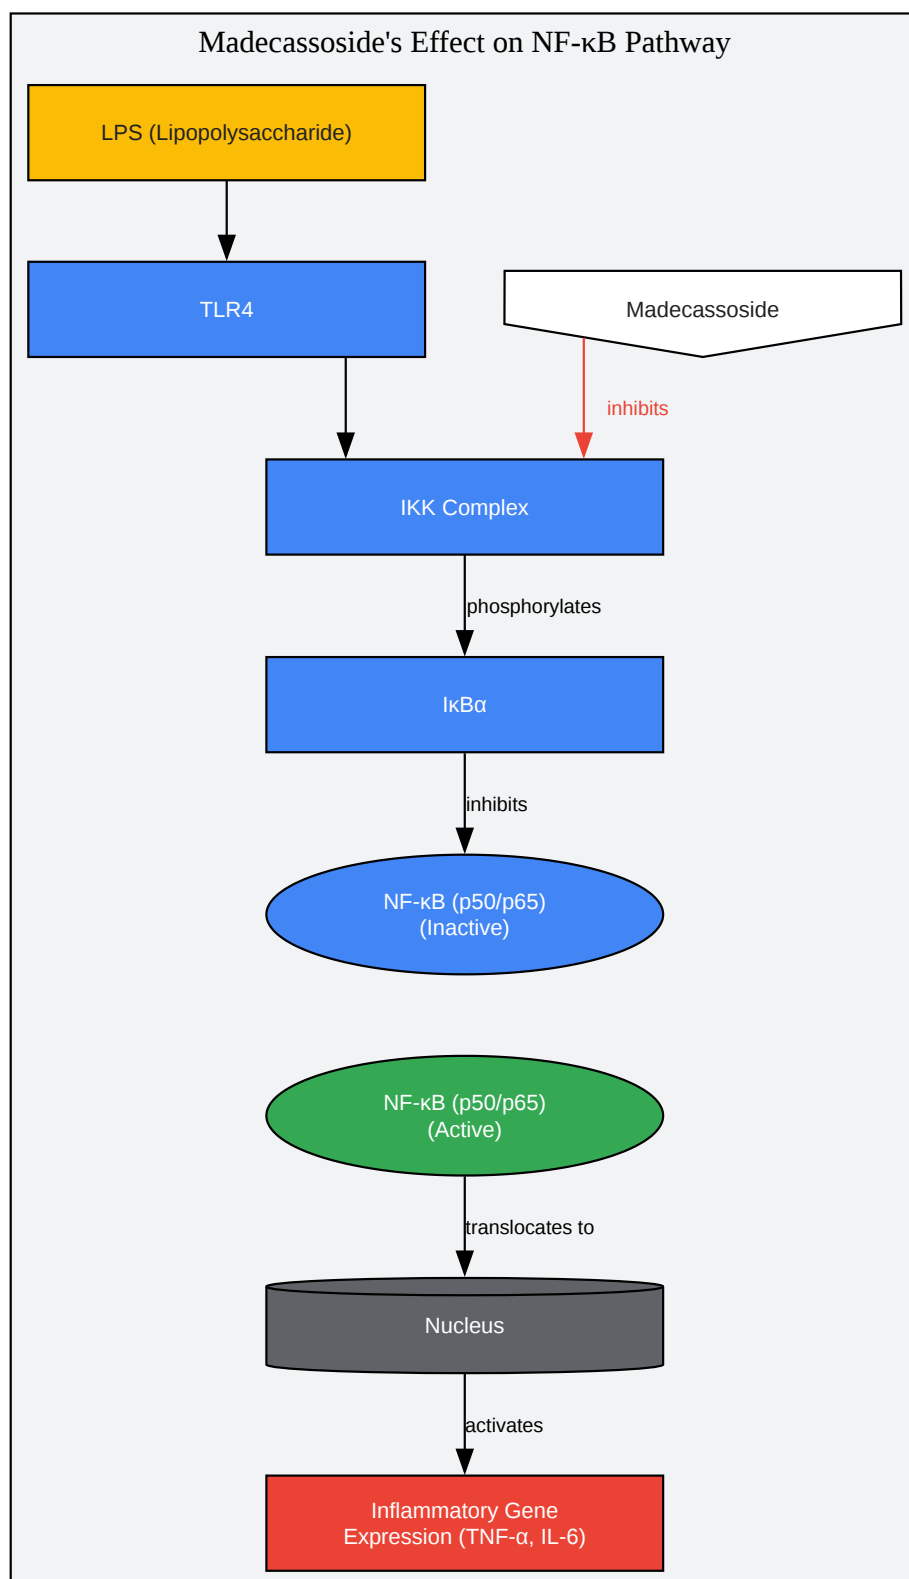 Madecassoside's Effect on NF-κB Pathway
LPS (Lipopolysaccharide)
TLR4
Madecassoside
inhibits
IKK Complex
phosphorylates
IκBα
inhibits
NF-κB (p50/p65)
(Inactive)
NF-κB (p50/p65)
(Active)
translocates to
Nucleus
activates
Inflammatory Gene
Expression (TNF-α, IL-6)